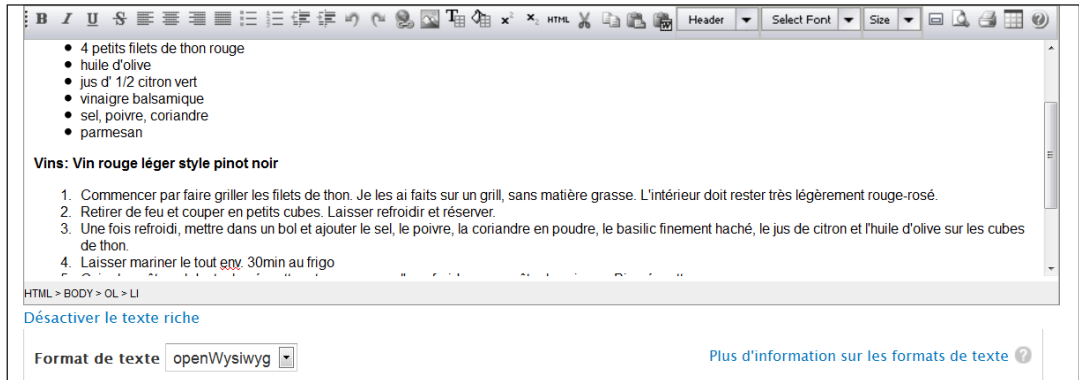 B I U S HTML Header Select Font Size
4 petits filets de thon rouge
huile d'olive
jus d' 1/2 citron vert
vinaigre balsamique
sel, poivre, coriandre
parmesan
Vins: Vin rouge léger style pinot noir
1. Commencer par faire griller les filets de thon. Je les ai faits sur un grill, sans matière grasse. L'intérieur doit rester très légèrement rouge-rosé.
2. Retirer de feu et couper en petits cubes. Laisser refroidir et réserver.
3. Une fois refroidi, mettre dans un bol et ajouter le sel, le poivre, la coriandre en poudre, le basilic finement haché, le jus de citron et l'huile d'olive sur les cubes
de thon.
4. Laisser mariner le tout env. 30min au frigo
HTML > BODY > OL > LI
Désactiver le texte riche
Format de texte openWysiwyg
Plus d'information sur les formats de texte